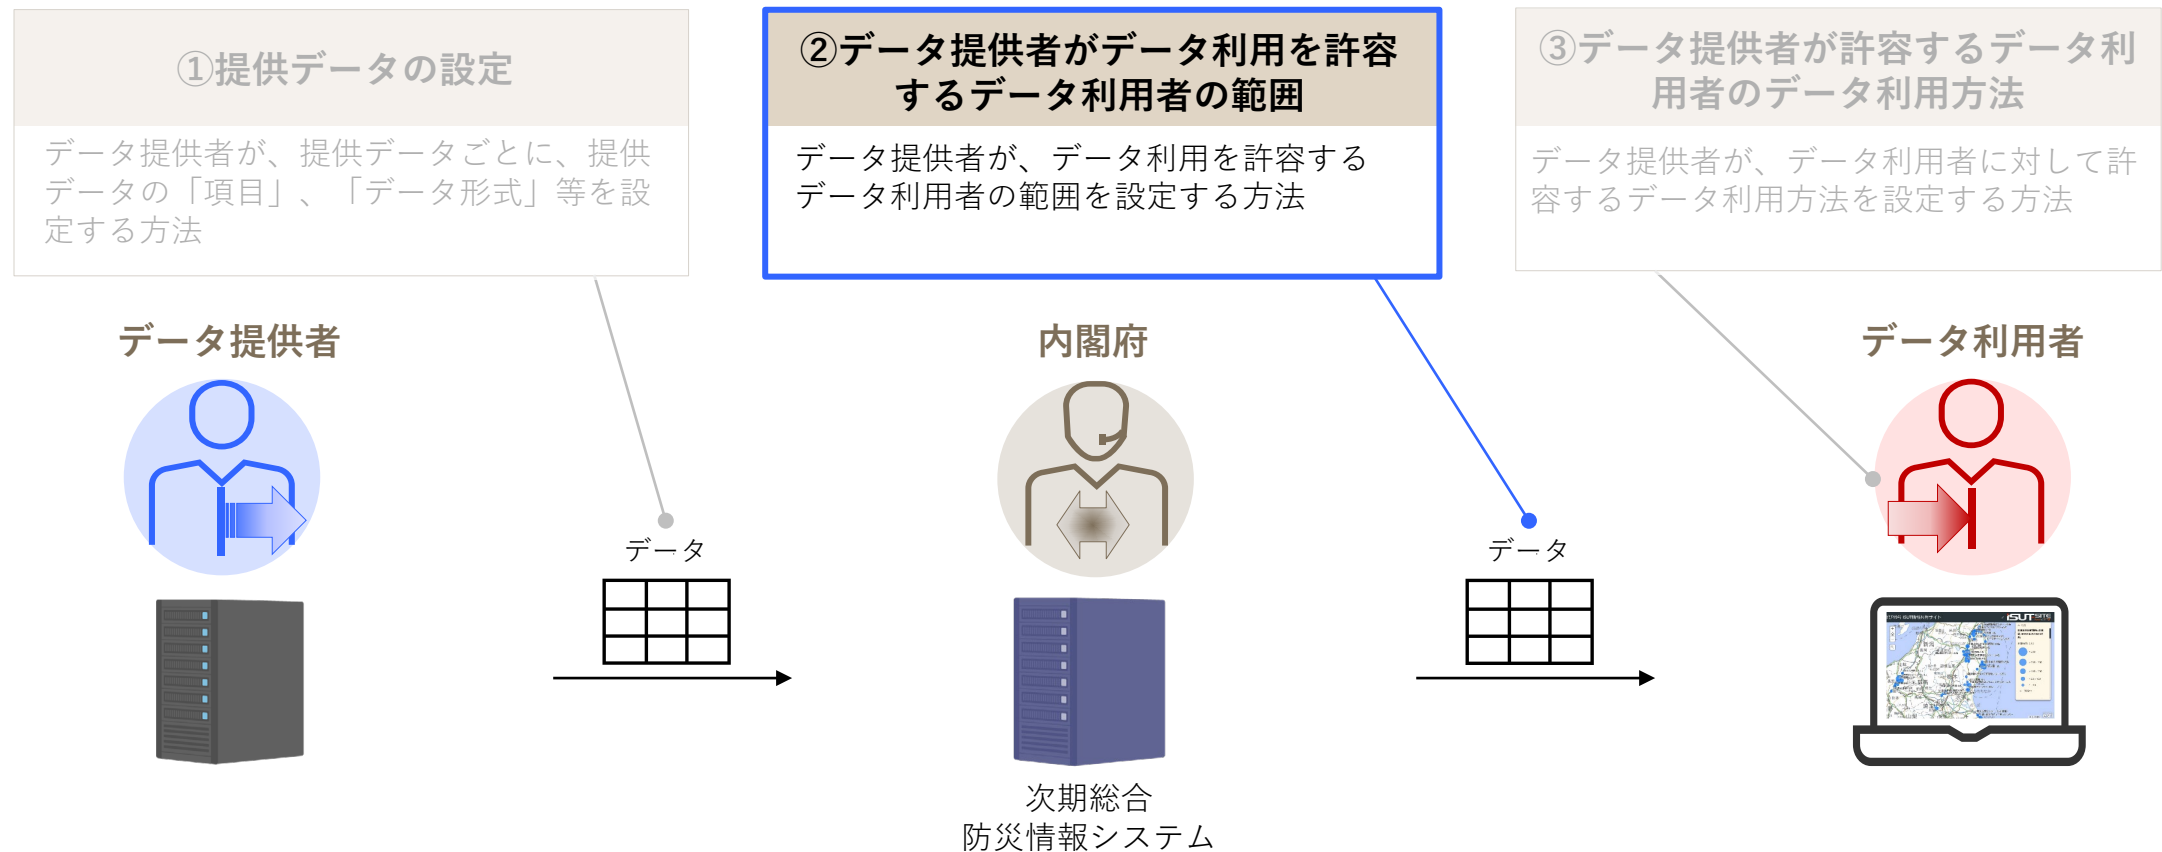 ①提供データの設定
データ提供者が、提供データごとに、提供
データの「項目」、「データ形式」等を設
定する方法
②データ提供者がデータ利用を許容
するデータ利用者の範囲
データ提供者が、データ利用を許容する
データ利用者の範囲を設定する方法
③データ提供者が許容するデータ利
用者のデータ利用方法
データ提供者が、データ利用者に対して許
容するデータ利用方法を設定する方法
データ提供者
内閣府
データ利用者
データ
データ
ISUT SITE
次期総合
防災情報システム